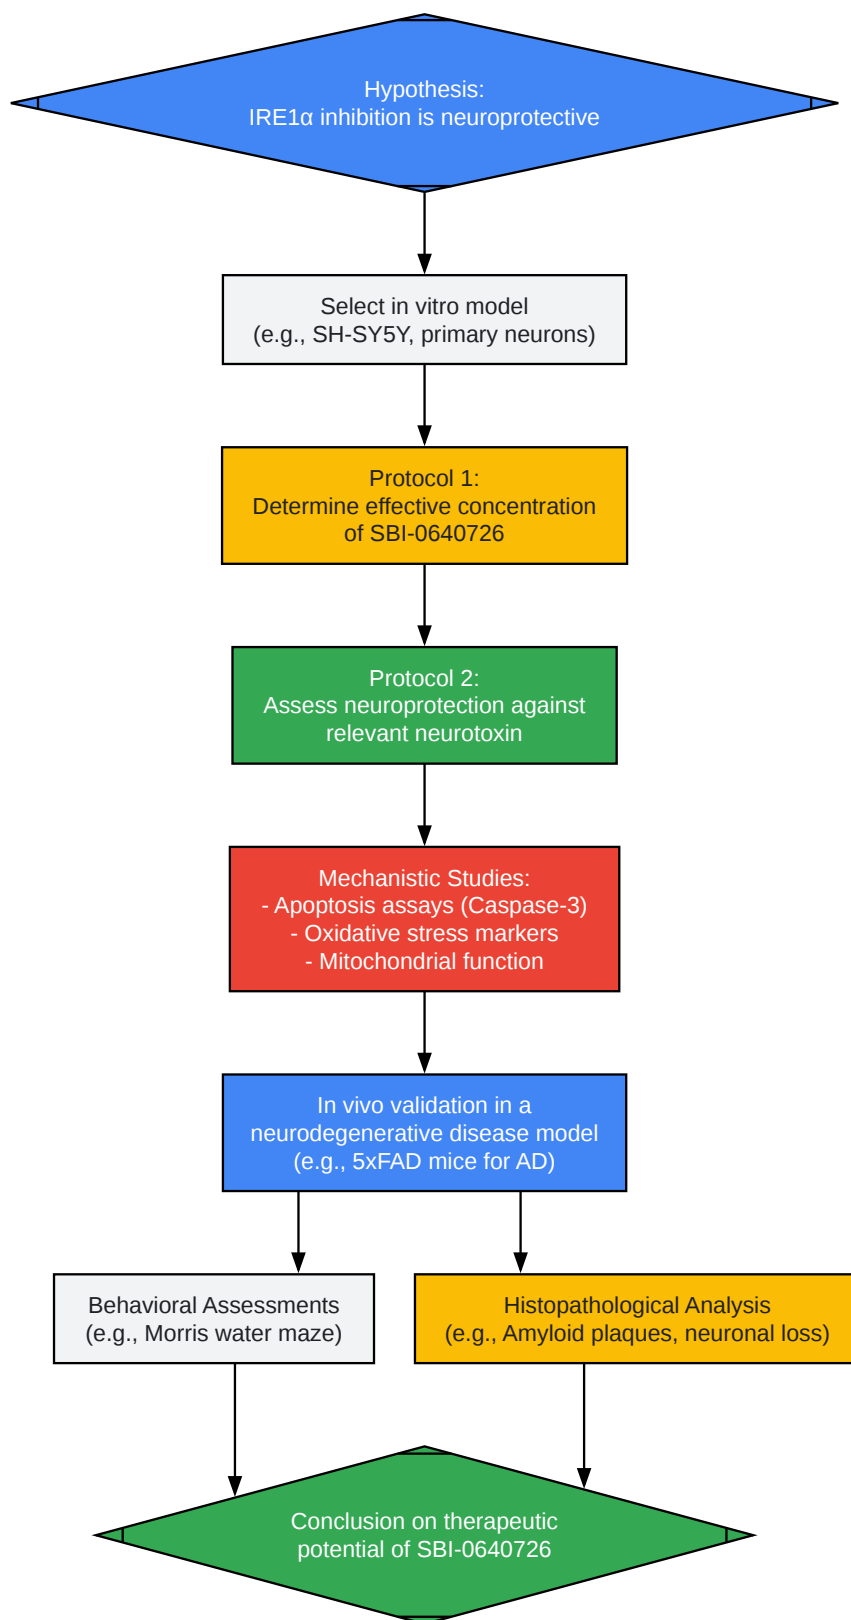 Hypothesis:
IRE1α inhibition is neuroprotective
Select in vitro model
(e.g., SH-SY5Y, primary neurons)
Protocol 1:
Determine effective concentration
of SBI-0640726
Protocol 2:
Assess neuroprotection against
relevant neurotoxin
Mechanistic Studies:
- Apoptosis assays (Caspase-3)
- Oxidative stress markers
- Mitochondrial function
In vivo validation in a
neurodegenerative disease model
(e.g., 5xFAD mice for AD)
Behavioral Assessments
(e.g., Morris water maze)
Histopathological Analysis
(e.g., Amyloid plaques, neuronal loss)
Conclusion on therapeutic
potential of SBI-0640726